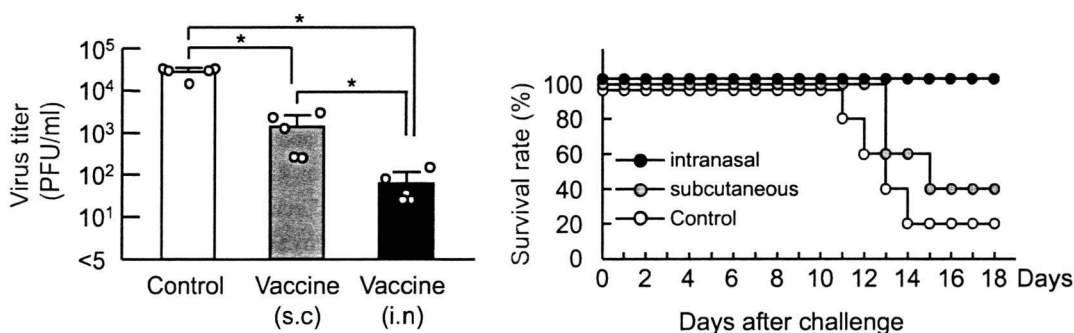 Virus titer
(PFU/ml)
10⁵
10⁴
10³
10²
10¹
<5
*
*
*
Control
Vaccine
(s.c)
Vaccine
(i.n)
Survival rate (%)
100
80
60
40
20
0
intranasal
subcutaneous
Control
0 2 4 6 8 10 11 12 14 16 18 Days
Days after challenge